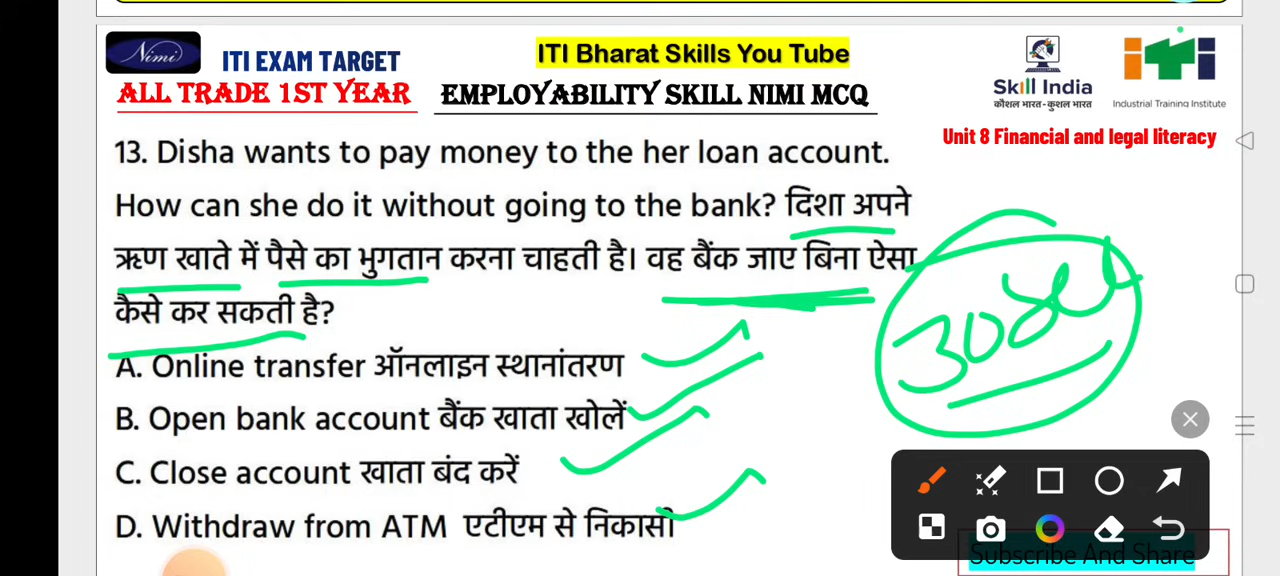 Nimi
ITI EXAM TARGET
ITI Bharat Skills You Tube
ALL TRADE 1ST YEAR
EMPLOYABILITY SKILL NIMI MCQ
Skill India
कौशल भारत - कुशल भारत
iti
Industrial Training Institute
Unit 8 Financial and legal literacy
13. Disha wants to pay money to the her loan account.
How can she do it without going to the bank? दिशा अपने
ऋण खाते में पैसे का भुगतान करना चाहती है। वह बैंक जाए बिना ऐसा
कैसे कर सकती है?
30 sec
A. Online transfer ऑनलाइन स्थानांतरण
B. Open bank account बैंक खाता खोलें
C. Close account खाता बंद करें
D. Withdraw from ATM एटीएम से निकासी
Subscribe And Share